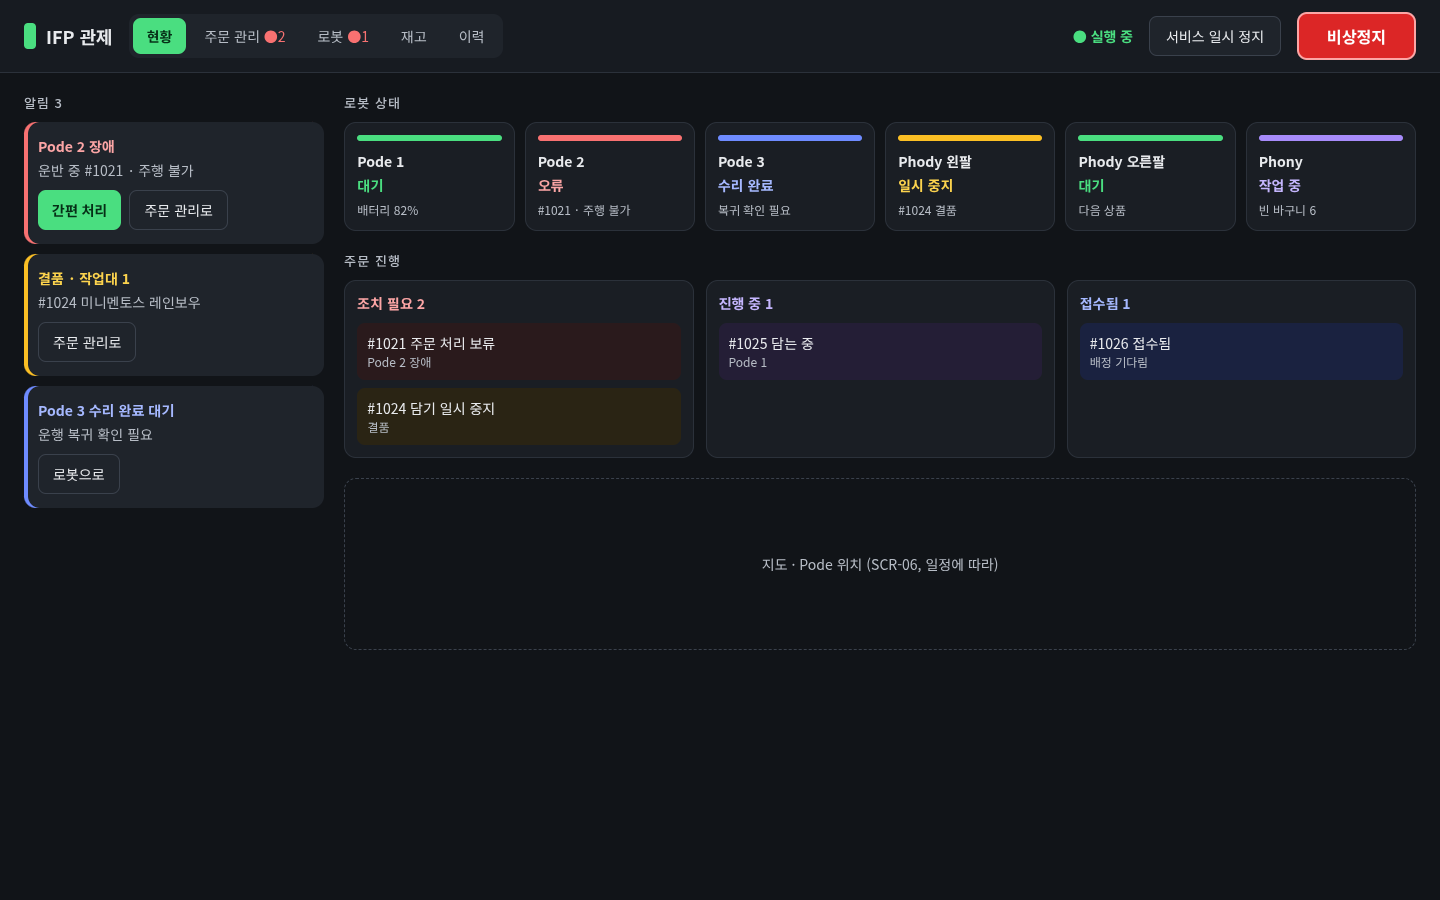 IFP 관제
현황
주문 관리 2
로봇 1
재고
이력
실행 중
서비스 일시 정지
비상정지
알림 3
Pode 2 장애
운반 중 #1021 · 주행 불가
간편 처리
주문 관리로
결품 · 작업대 1
#1024 미니멘토스 레인보우
주문 관리로
Pode 3 수리 완료 대기
운행 복귀 확인 필요
로봇으로
로봇 상태
Pode 1
대기
배터리 82%
Pode 2
오류
#1021 · 주행 불가
Pode 3
수리 완료
복귀 확인 필요
Phody 왼팔
일시 중지
#1024 결품
Phody 오른팔
대기
다음 상품
Phony
작업 중
빈 바구니 6
주문 진행
조치 필요 2
#1021 주문 처리 보류
Pode 2 장애
#1024 담기 일시 중지
결품
진행 중 1
#1025 담는 중
Pode 1
접수됨 1
#1026 접수됨
배정 기다림
지도 · Pode 위치 (SCR-06, 일정에 따라)